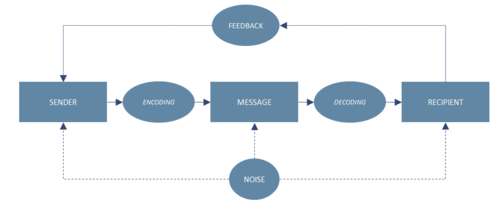 FEEDBACK
SENDER
ENCODING
MESSAGE
DECODING
RECIPIENT
NOISE